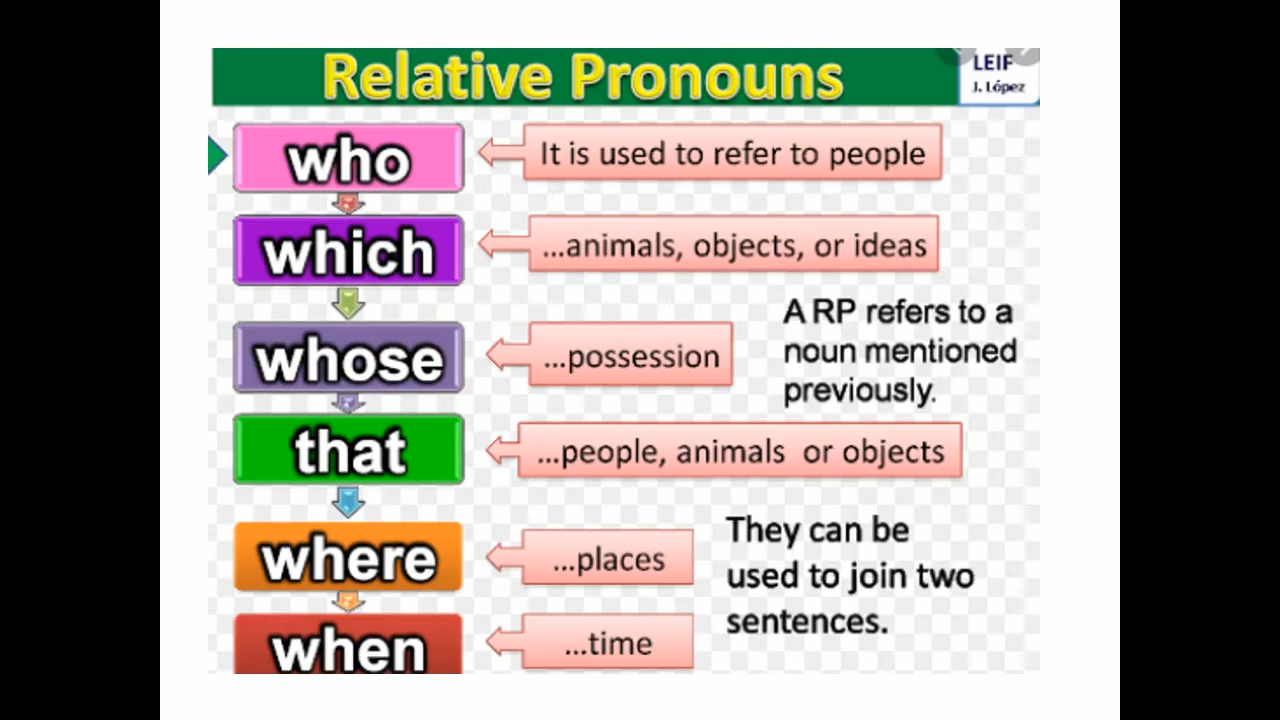 Relative Pronouns
LEIF
J. López
who
It is used to refer to people
which
...animals, objects, or ideas
whose
...possession
A RP refers to a
noun mentioned
previously.
that
...people, animals or objects
where
...places
They can be
used to join two
sentences.
when
...time